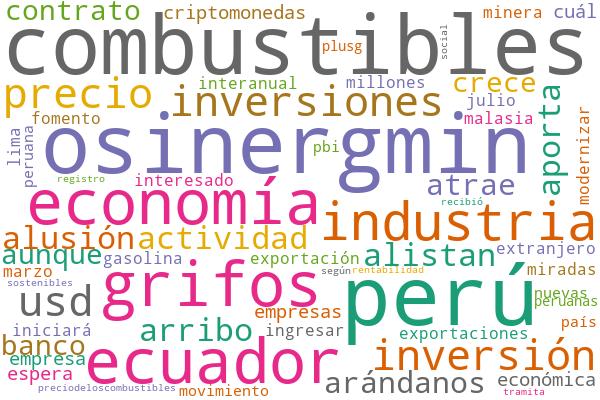 contrato criptomonedas minera cuál
combustibles
plusg
social
precio interanual millones crece
inversiones julio
fomento malasia
aporta
modernizar
lima
peruana
osinergmin
pbi
registro interesado atrae
economía recibió
industria
alusión actividad
aunque gasolina exportación alistan extranjero
marzo según rentabilidad miradas
sostenibles
grifos perú
nuevas
peruanas
usd empresas país
iniciará arribo ingresar exportaciones
banco
empresa ecuador inversión
espera arándanos económica
preciodeloscombustibles movimiento tramita